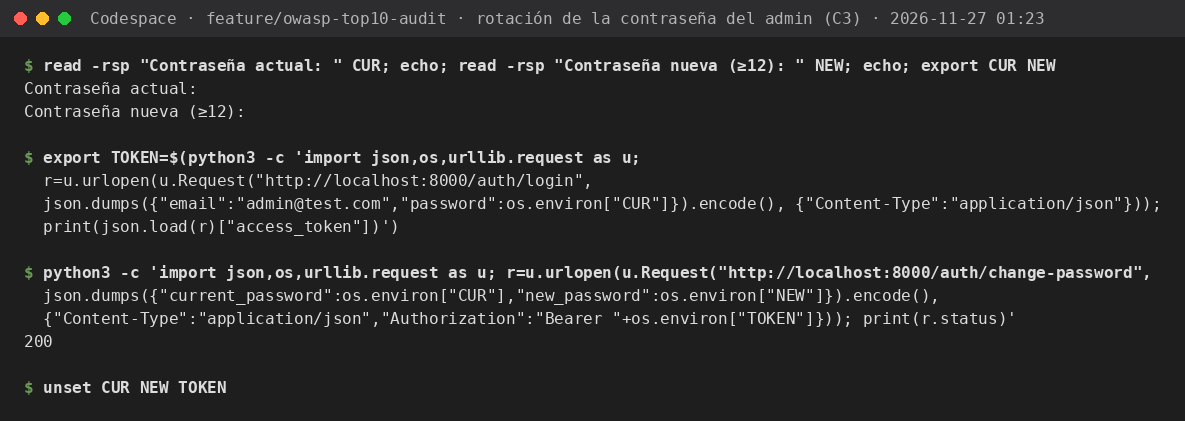 Codespace · feature/owasp-top10-audit · rotación de la contraseña del admin (C3) · 2026-11-27 01:23
$ read -rsp "Contraseña actual: " CUR; echo; read -rsp "Contraseña nueva (≥12): " NEW; echo; export CUR NEW
Contraseña actual:
Contraseña nueva (≥12):
$ export TOKEN=$(python3 -c 'import json,os,urllib.request as u;
r=u.urlopen(u.Request("http://localhost:8000/auth/login",
json.dumps({"email":"admin@test.com","password":os.environ["CUR"]}).encode(), {"Content-Type":"application/json"}));
print(json.load(r)["access_token"])')
$ python3 -c 'import json,os,urllib.request as u; r=u.urlopen(u.Request("http://localhost:8000/auth/change-password",
json.dumps({"current_password":os.environ["CUR"],"new_password":os.environ["NEW"]}).encode(),
{"Content-Type":"application/json","Authorization":"Bearer "+os.environ["TOKEN"]})); print(r.status)'
200
$ unset CUR NEW TOKEN